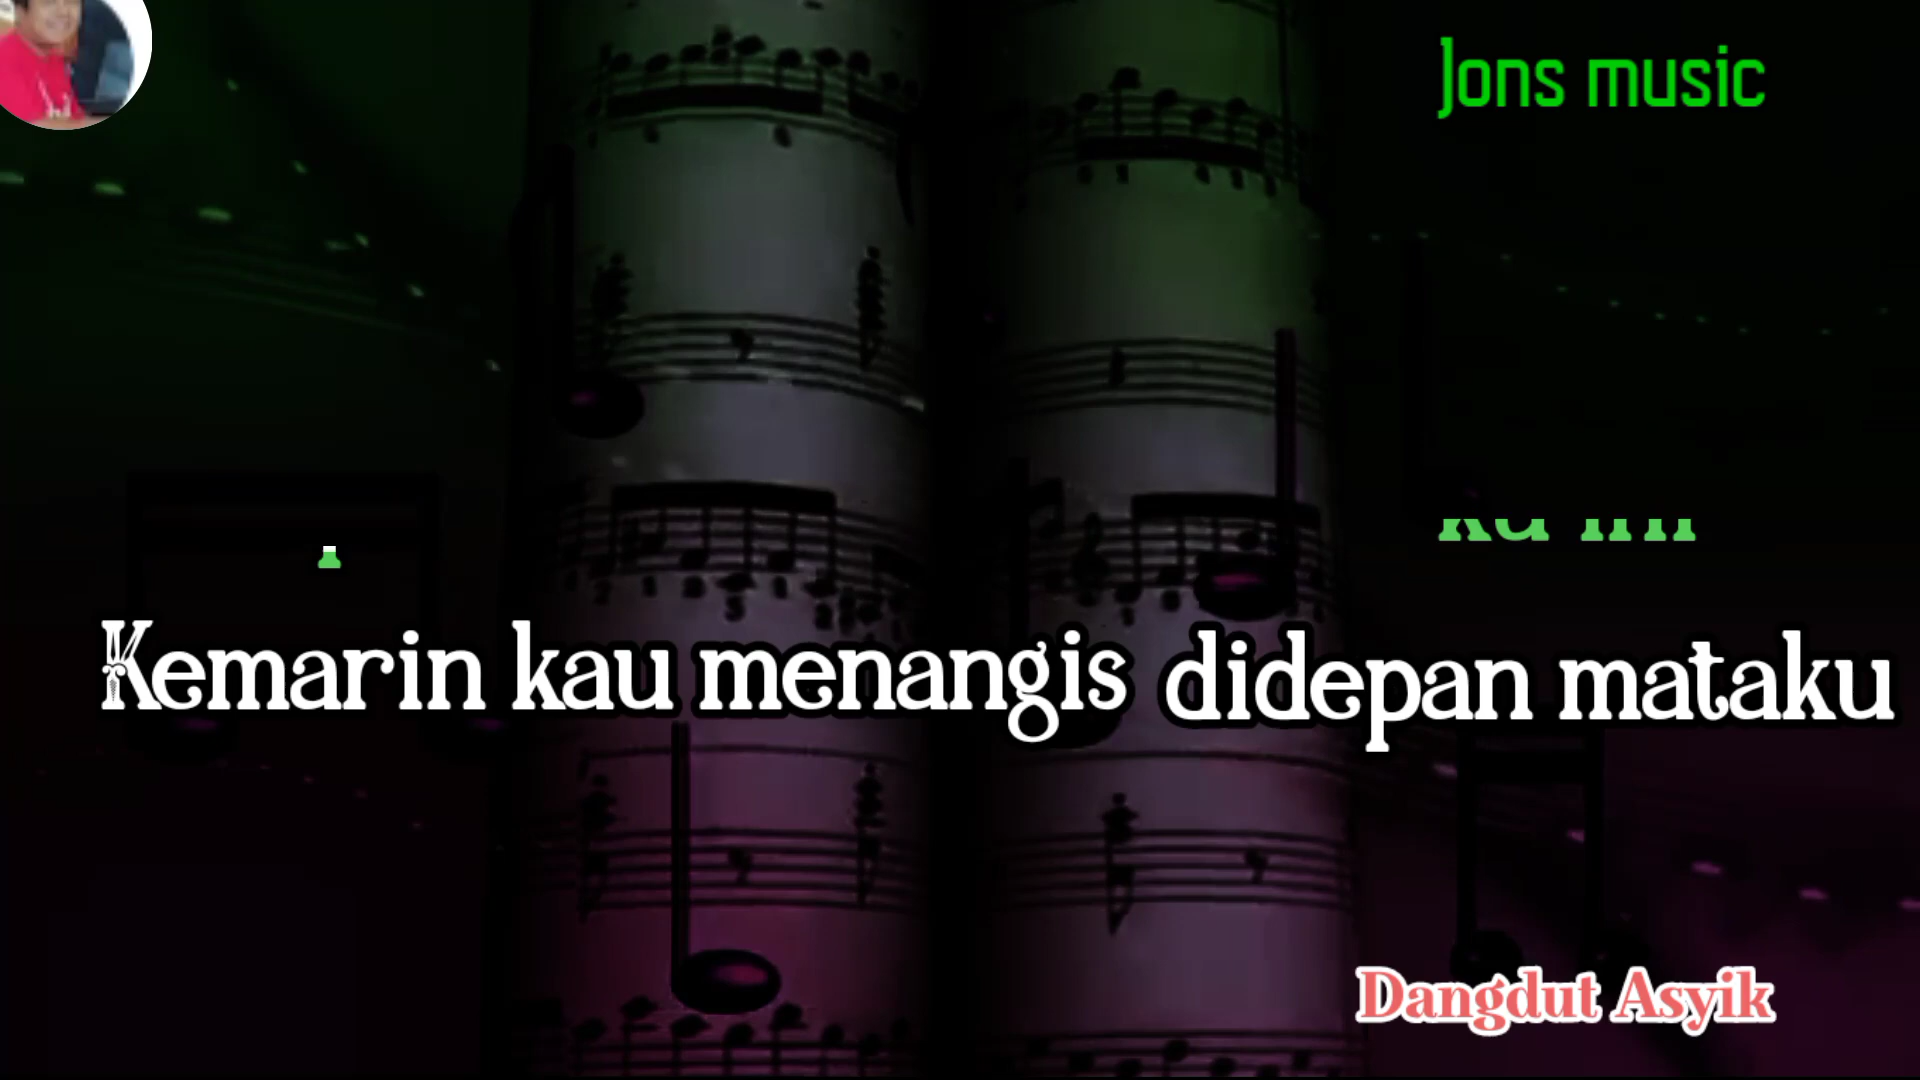 Jons music
Kemarin kau menangis didepan mataku
Dangdut Asyik